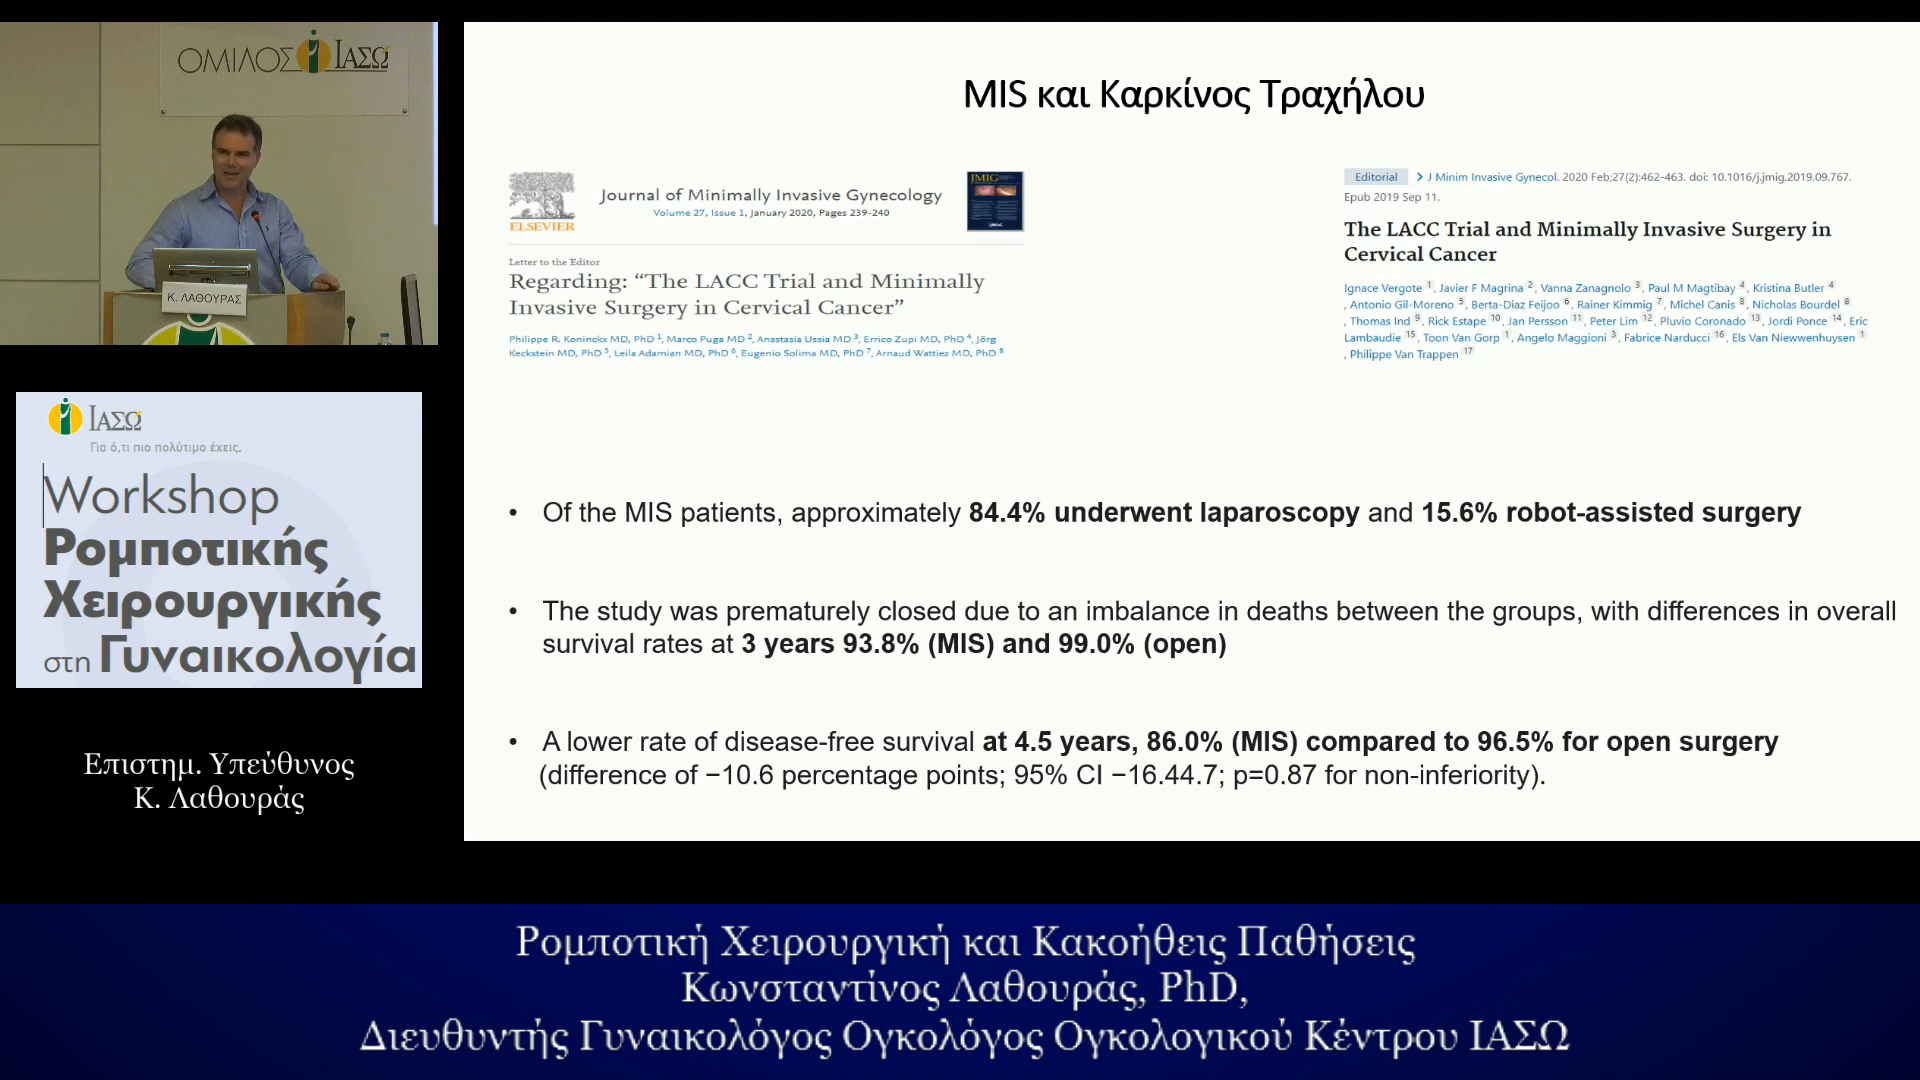 ΟΜΙΛΟΣ ΙΑΣΩ
Κ. ΛΑΘΟΥΡΑΣ
ΙΑΣΩ
Για ό,τι πιο πολύτιμο έχεις.
Workshop
Ρομποτικής
Χειρουργικής
στη Γυναικολογία
Επιστημ. Υπεύθυνος
Κ. Λαθουράς
MIS και Καρκίνος Τραχήλου
ELSEVIER
Journal of Minimally Invasive Gynecology
Volume 27, Issue 1, January 2020, Pages 239-240
JMIG
Letter to the Editor
Regarding: “The LACC Trial and Minimally
Invasive Surgery in Cervical Cancer”
Philippe R. Koninckx MD, PhD 1, Marco Puga MD 2, Anastasia Ussia MD 3, Errico Zupi MD, PhD 4, Jörg
Keckstein MD, PhD 5, Leila Adamian MD, PhD 6, Eugenio Solima MD, PhD 7, Arnaud Wattiez MD, PhD 8
Editorial > J Minim Invasive Gynecol. 2020 Feb;27(2):462-463. doi: 10.1016/j.jmig.2019.09.767.
Epub 2019 Sep 11.
The LACC Trial and Minimally Invasive Surgery in
Cervical Cancer
Ignace Vergote 1, Javier F Magrina 2, Vanna Zanagnolo 3, Paul M Magtibay 4, Kristina Butler 4
, Antonio Gil-Moreno 5, Berta-Diaz Feijoo 6, Rainer Kimmig 7, Michel Canis 8, Nicholas Bourdel 8
, Thomas Ind 9, Rick Estape 10, Jan Persson 11, Peter Lim 12, Pluvio Coronado 13, Jordi Ponce 14, Eric
Lambaudie 15, Toon Van Gorp 1, Angelo Maggioni 3, Fabrice Narducci 16, Els Van Niewwenhuysen 1
, Philippe Van Trappen 17
• Of the MIS patients, approximately 84.4% underwent laparoscopy and 15.6% robot-assisted surgery
• The study was prematurely closed due to an imbalance in deaths between the groups, with differences in overall
survival rates at 3 years 93.8% (MIS) and 99.0% (open)
• A lower rate of disease-free survival at 4.5 years, 86.0% (MIS) compared to 96.5% for open surgery
(difference of −10.6 percentage points; 95% CI −16.44.7; p=0.87 for non-inferiority).
Ρομποτική Χειρουργική και Κακοήθεις Παθήσεις
Κωνσταντίνος Λαθουράς, PhD,
Διευθυντής Γυναικολόγος Ογκολόγος Ογκολογικού Κέντρου ΙΑΣΩ